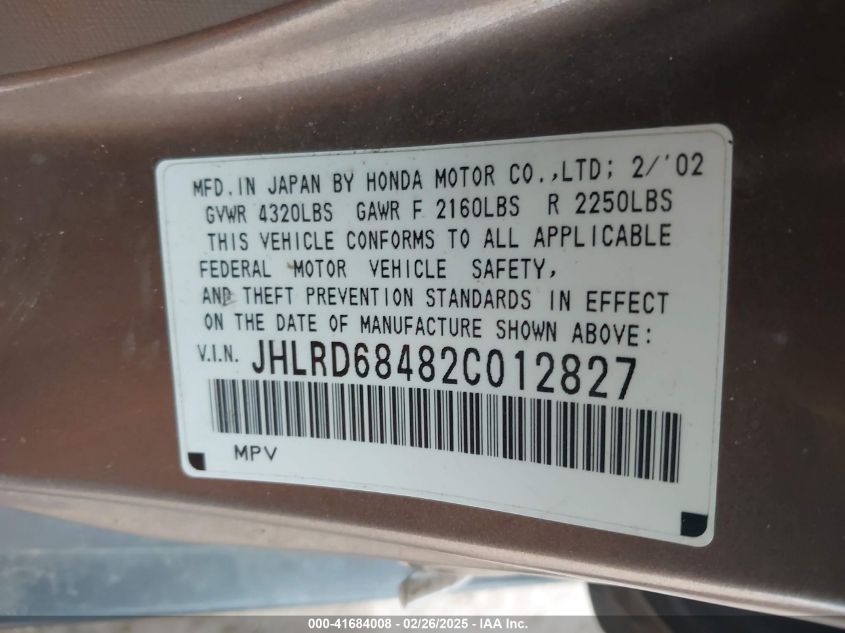 MFD.IN JAPAN BY HONDA MOTOR CO.,LTD; 2/'02
GVWR 4320LBS GAWR F 2160LBS R 2250LBS
THIS VEHICLE CONFORMS TO ALL APPLICABLE
FEDERAL MOTOR VEHICLE SAFETY,
AND THEFT PREVENTION STANDARDS IN EFFECT
ON THE DATE OF MANUFACTURE SHOWN ABOVE:
V.I.N. JHLRD68482C012827
MPV
000-41684008 - 02/26/2025 - IAA Inc.